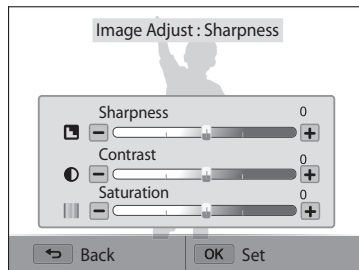 Image Adjust : Sharpness
Sharpness 0
Contrast 0
Saturation 0
Back OK Set